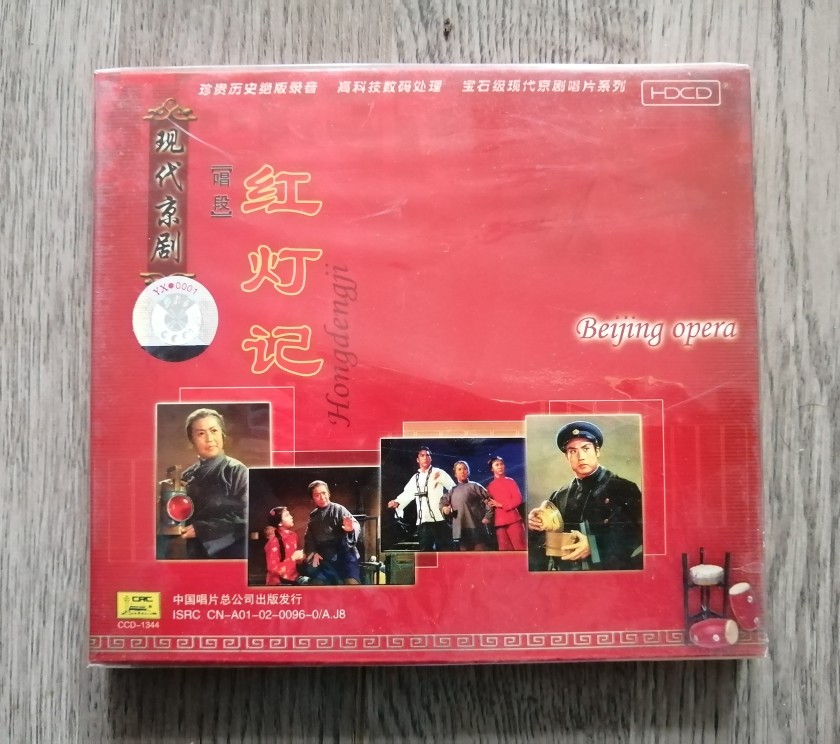 珍贵历史绝版录音 高科技数码处理 宝石级现代京剧唱片系列
HDCD
现代京剧
【唱段】
红灯记
Hongdengji
YX●0001
Beijing opera
CRC
CCD-1344
中国唱片总公司出版发行
ISRC CN-A01-02-0096-0/A.J8